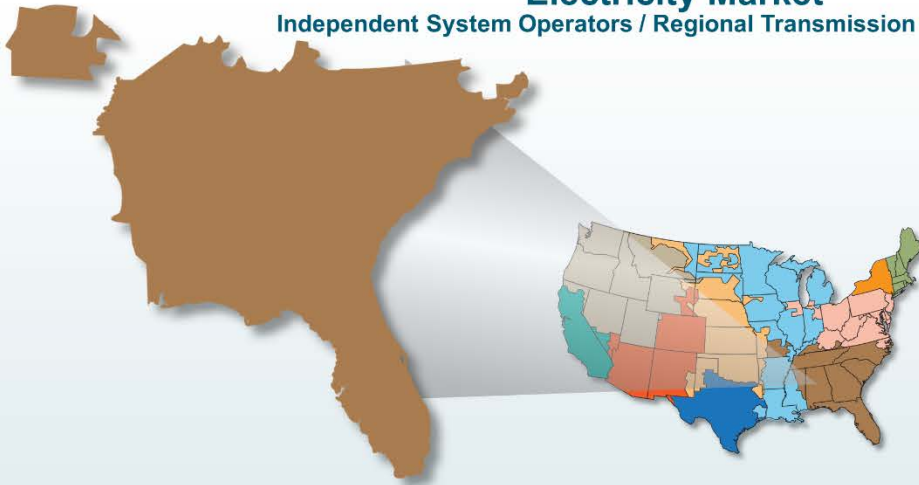 Electricity Market
Independent System Operators / Regional Transmission